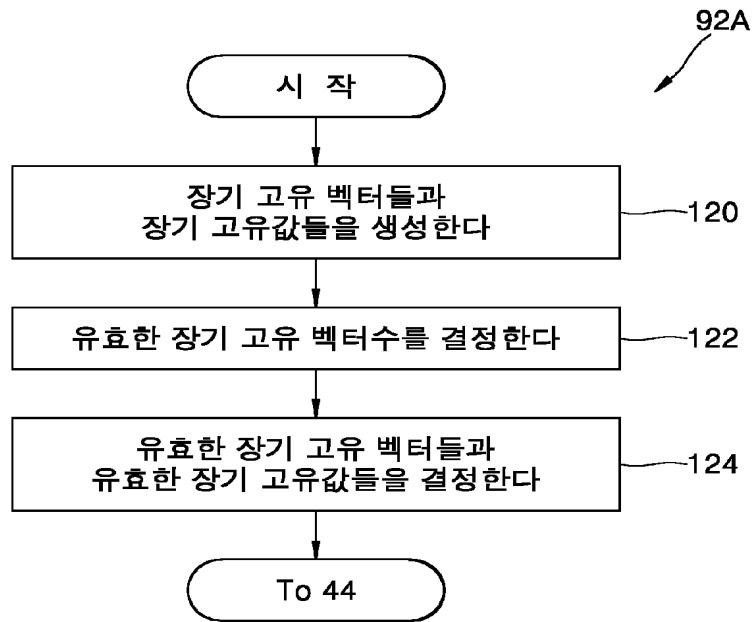 92A
시 작
장기 고유 벡터들과
장기 고유값들을 생성한다
120
유효한 장기 고유 벡터수를 결정한다
122
유효한 장기 고유 벡터들과
유효한 장기 고유값들을 결정한다
124
To 44